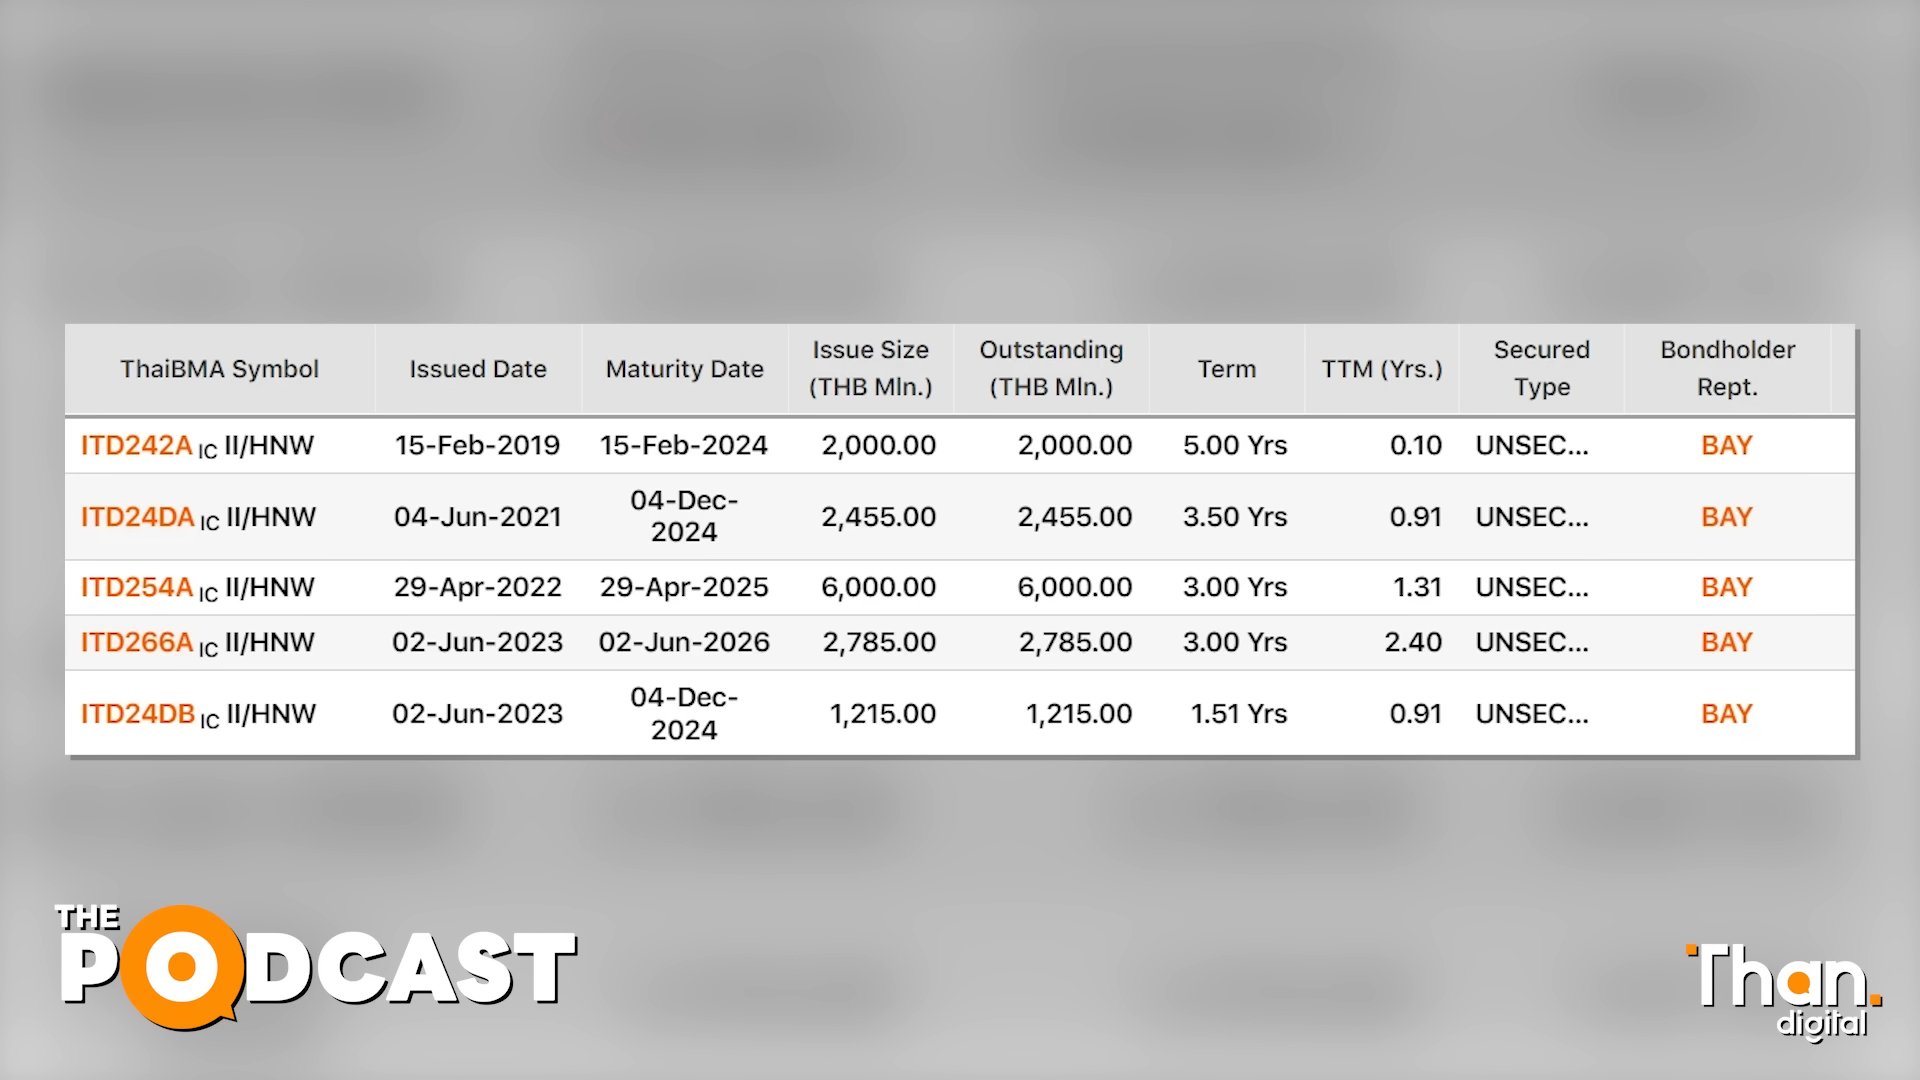 ThaiBMA Symbol Issued Date Maturity Date Issue Size (THB Mln.) Outstanding (THB Mln.) Term TTM (Yrs.) Secured Type Bondholder Rept.
ITD242A IC II/HNW 15-Feb-2019 15-Feb-2024 2,000.00 2,000.00 5.00 Yrs 0.10 UNSEC... BAY
ITD24DA IC II/HNW 04-Jun-2021 04-Dec-2024 2,455.00 2,455.00 3.50 Yrs 0.91 UNSEC... BAY
ITD254A IC II/HNW 29-Apr-2022 29-Apr-2025 6,000.00 6,000.00 3.00 Yrs 1.31 UNSEC... BAY
ITD266A IC II/HNW 02-Jun-2023 02-Jun-2026 2,785.00 2,785.00 3.00 Yrs 2.40 UNSEC... BAY
ITD24DB IC II/HNW 02-Jun-2023 04-Dec-2024 1,215.00 1,215.00 1.51 Yrs 0.91 UNSEC... BAY
THE
PODCAST
Than.
digital